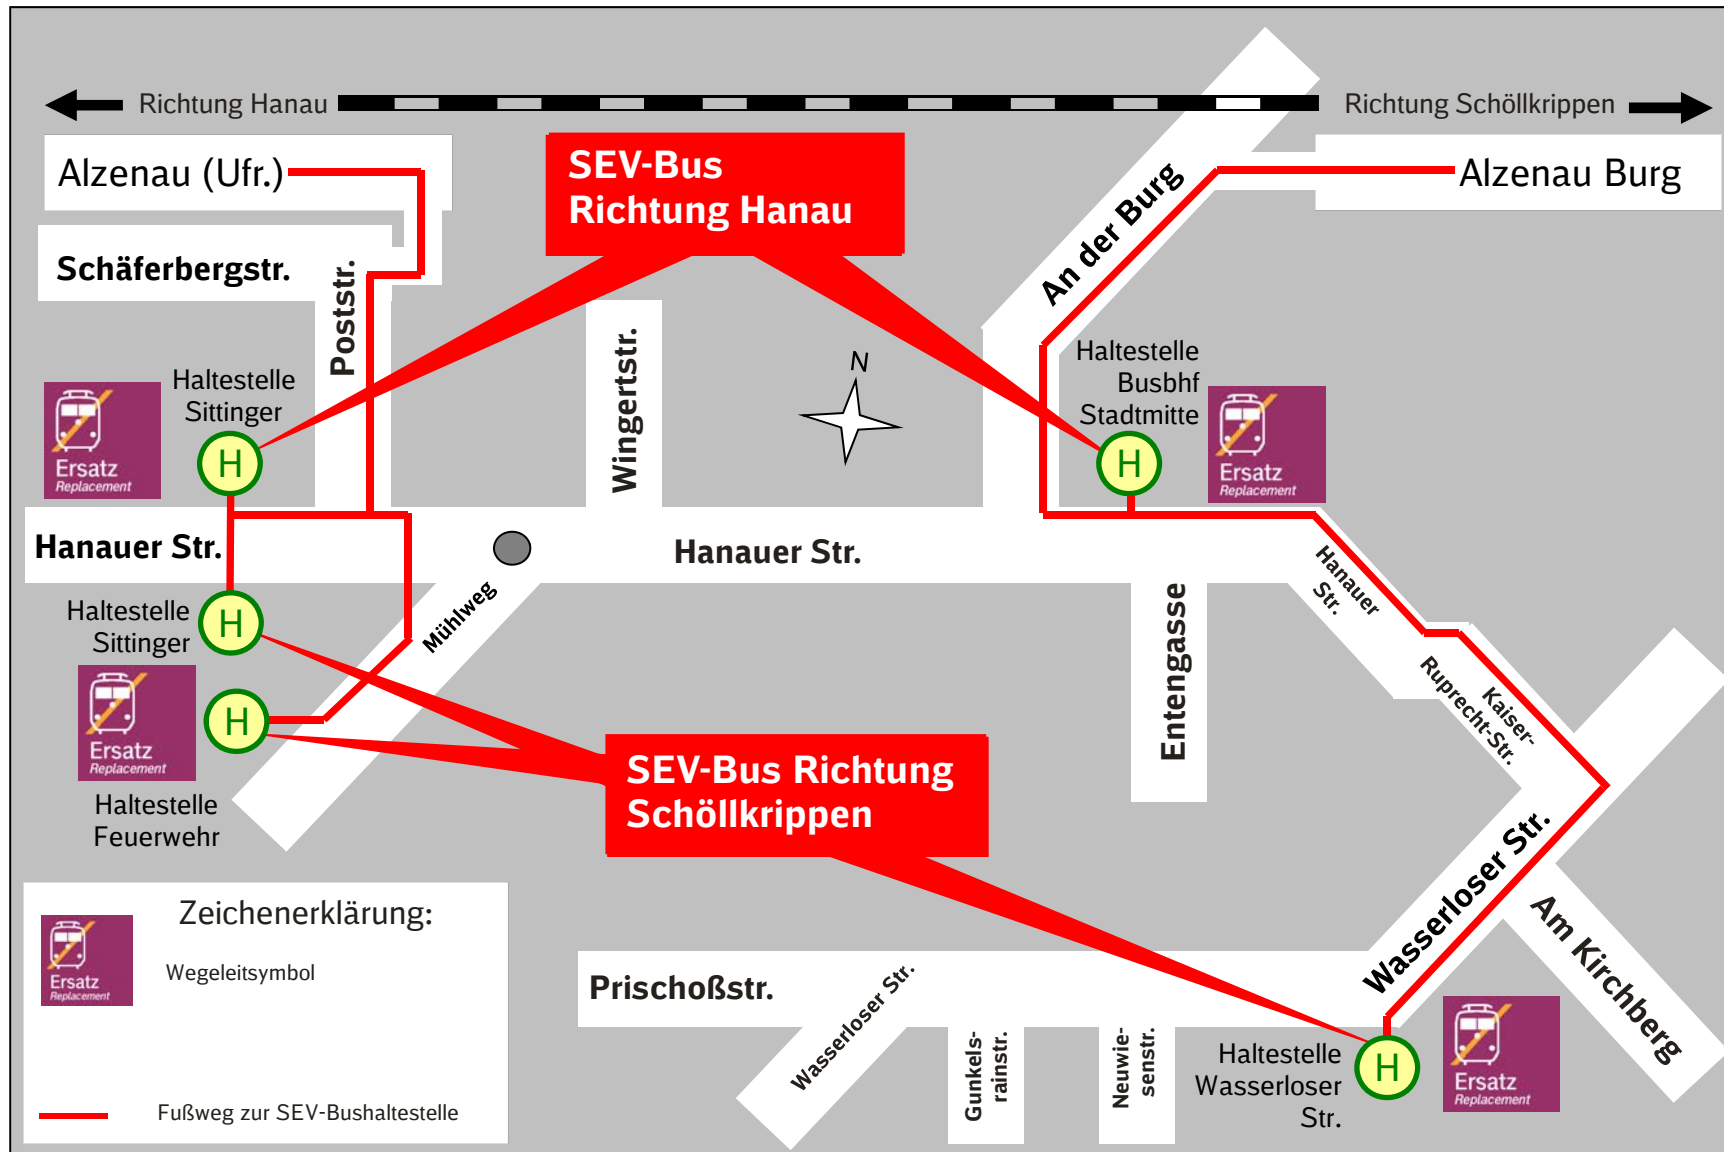 Richtung Hanau
Richtung Schöllkrippen
Alzenau (Ufr.)
SEV-Bus
Richtung Hanau
Alzenau Burg
An der Burg
Schäferbergstr.
Poststr.
Wingertstr.
N
Haltestelle
Sittinger
H
Ersatz
Replacement
Haltestelle
Busbhf
Stadtmitte
H
Ersatz
Replacement
Hanauer Str.
Hanauer Str.
Hanauer
Str.
Haltestelle
Sittinger
H
Mühlweg
Entengasse
Kaiser-
Ruprecht-Str.
Ersatz
Replacement
H
Haltestelle
Feuerwehr
SEV-Bus Richtung
Schöllkrippen
Wasserloser Str.
Am Kirchberg
Prischoßstr.
Wasserloser Str.
Gunkels-
rainstr.
Neuwie-
senstr.
Haltestelle
Wasserloser
Str.
H
Ersatz
Replacement
Zeichenerklärung:
Ersatz
Replacement
Wegeleitsymbol
Fußweg zur SEV-Bushaltestelle